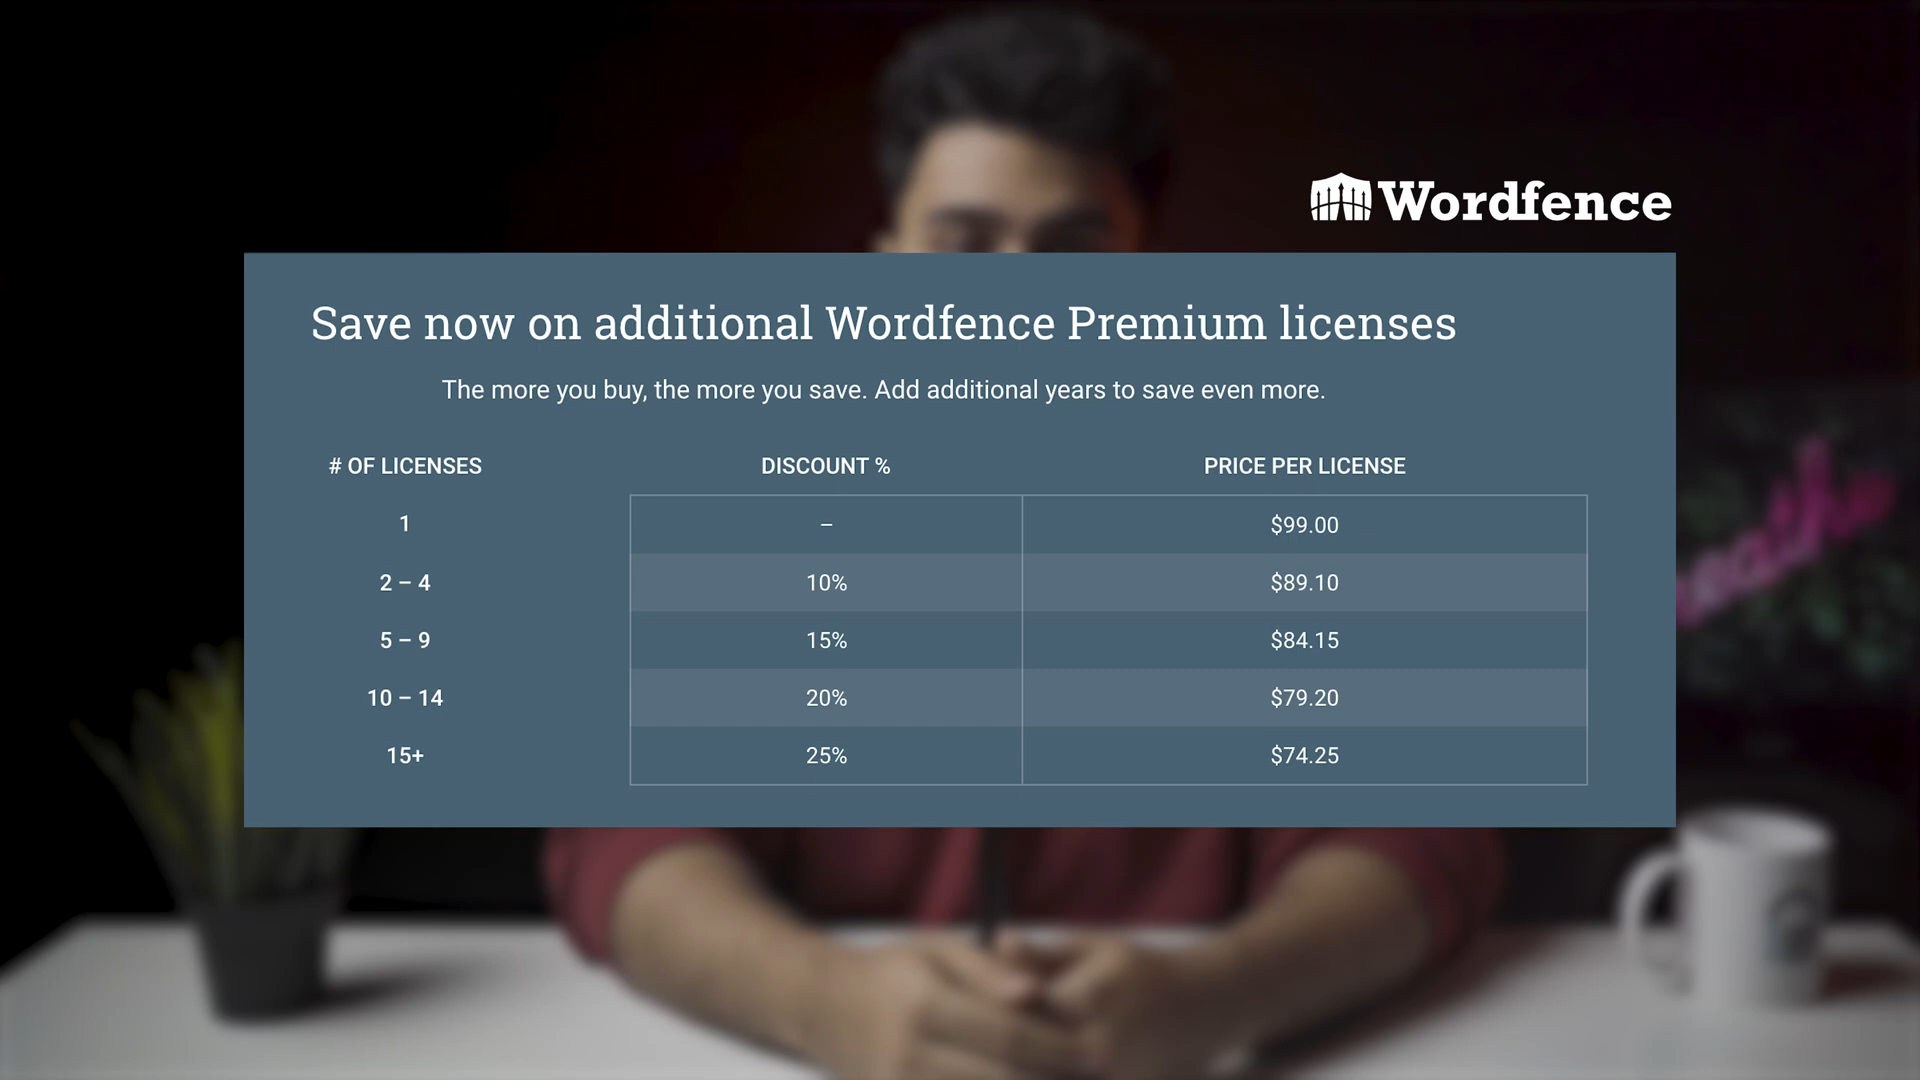 Wordfence
Save now on additional Wordfence Premium licenses
The more you buy, the more you save. Add additional years to save even more.
# OF LICENSES DISCOUNT % PRICE PER LICENSE
1 – $99.00
2 – 4 10% $89.10
5 – 9 15% $84.15
10 – 14 20% $79.20
15+ 25% $74.25